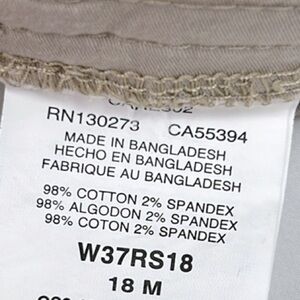 RN130273 CA55394
MADE IN BANGLADESH
HECHO EN BANGLADESH
FABRIQUE AU BANGLADESH
98% COTTON 2% SPANDEX
98% ALGODON 2% SPANDEX
98% COTON 2% SPANDEX
W37RS18
18 M